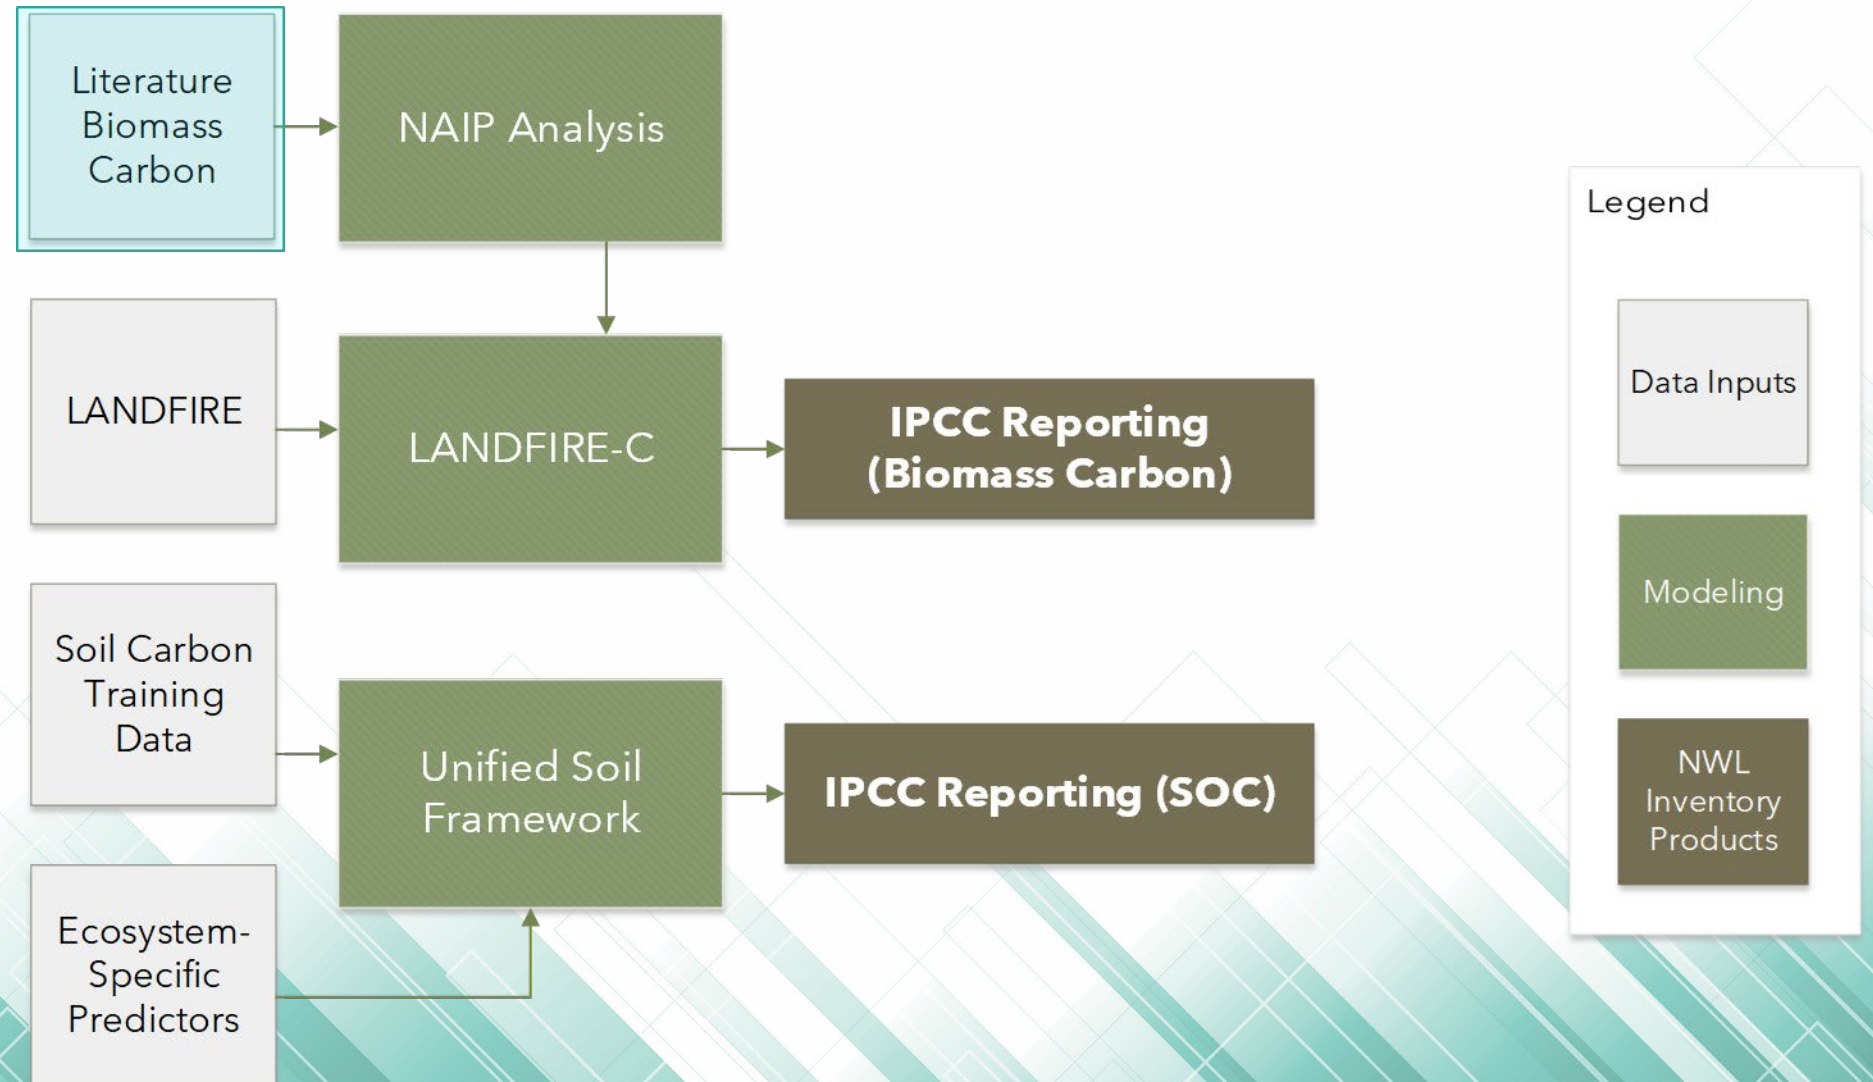 Literature
Biomass
Carbon
NAIP Analysis
LANDFIRE
LANDFIRE-C
IPCC Reporting
(Biomass Carbon)
Soil Carbon
Training
Data
Unified Soil
Framework
IPCC Reporting (SOC)
Ecosystem-
Specific
Predictors
Legend
Data Inputs
Modeling
NWL
Inventory
Products